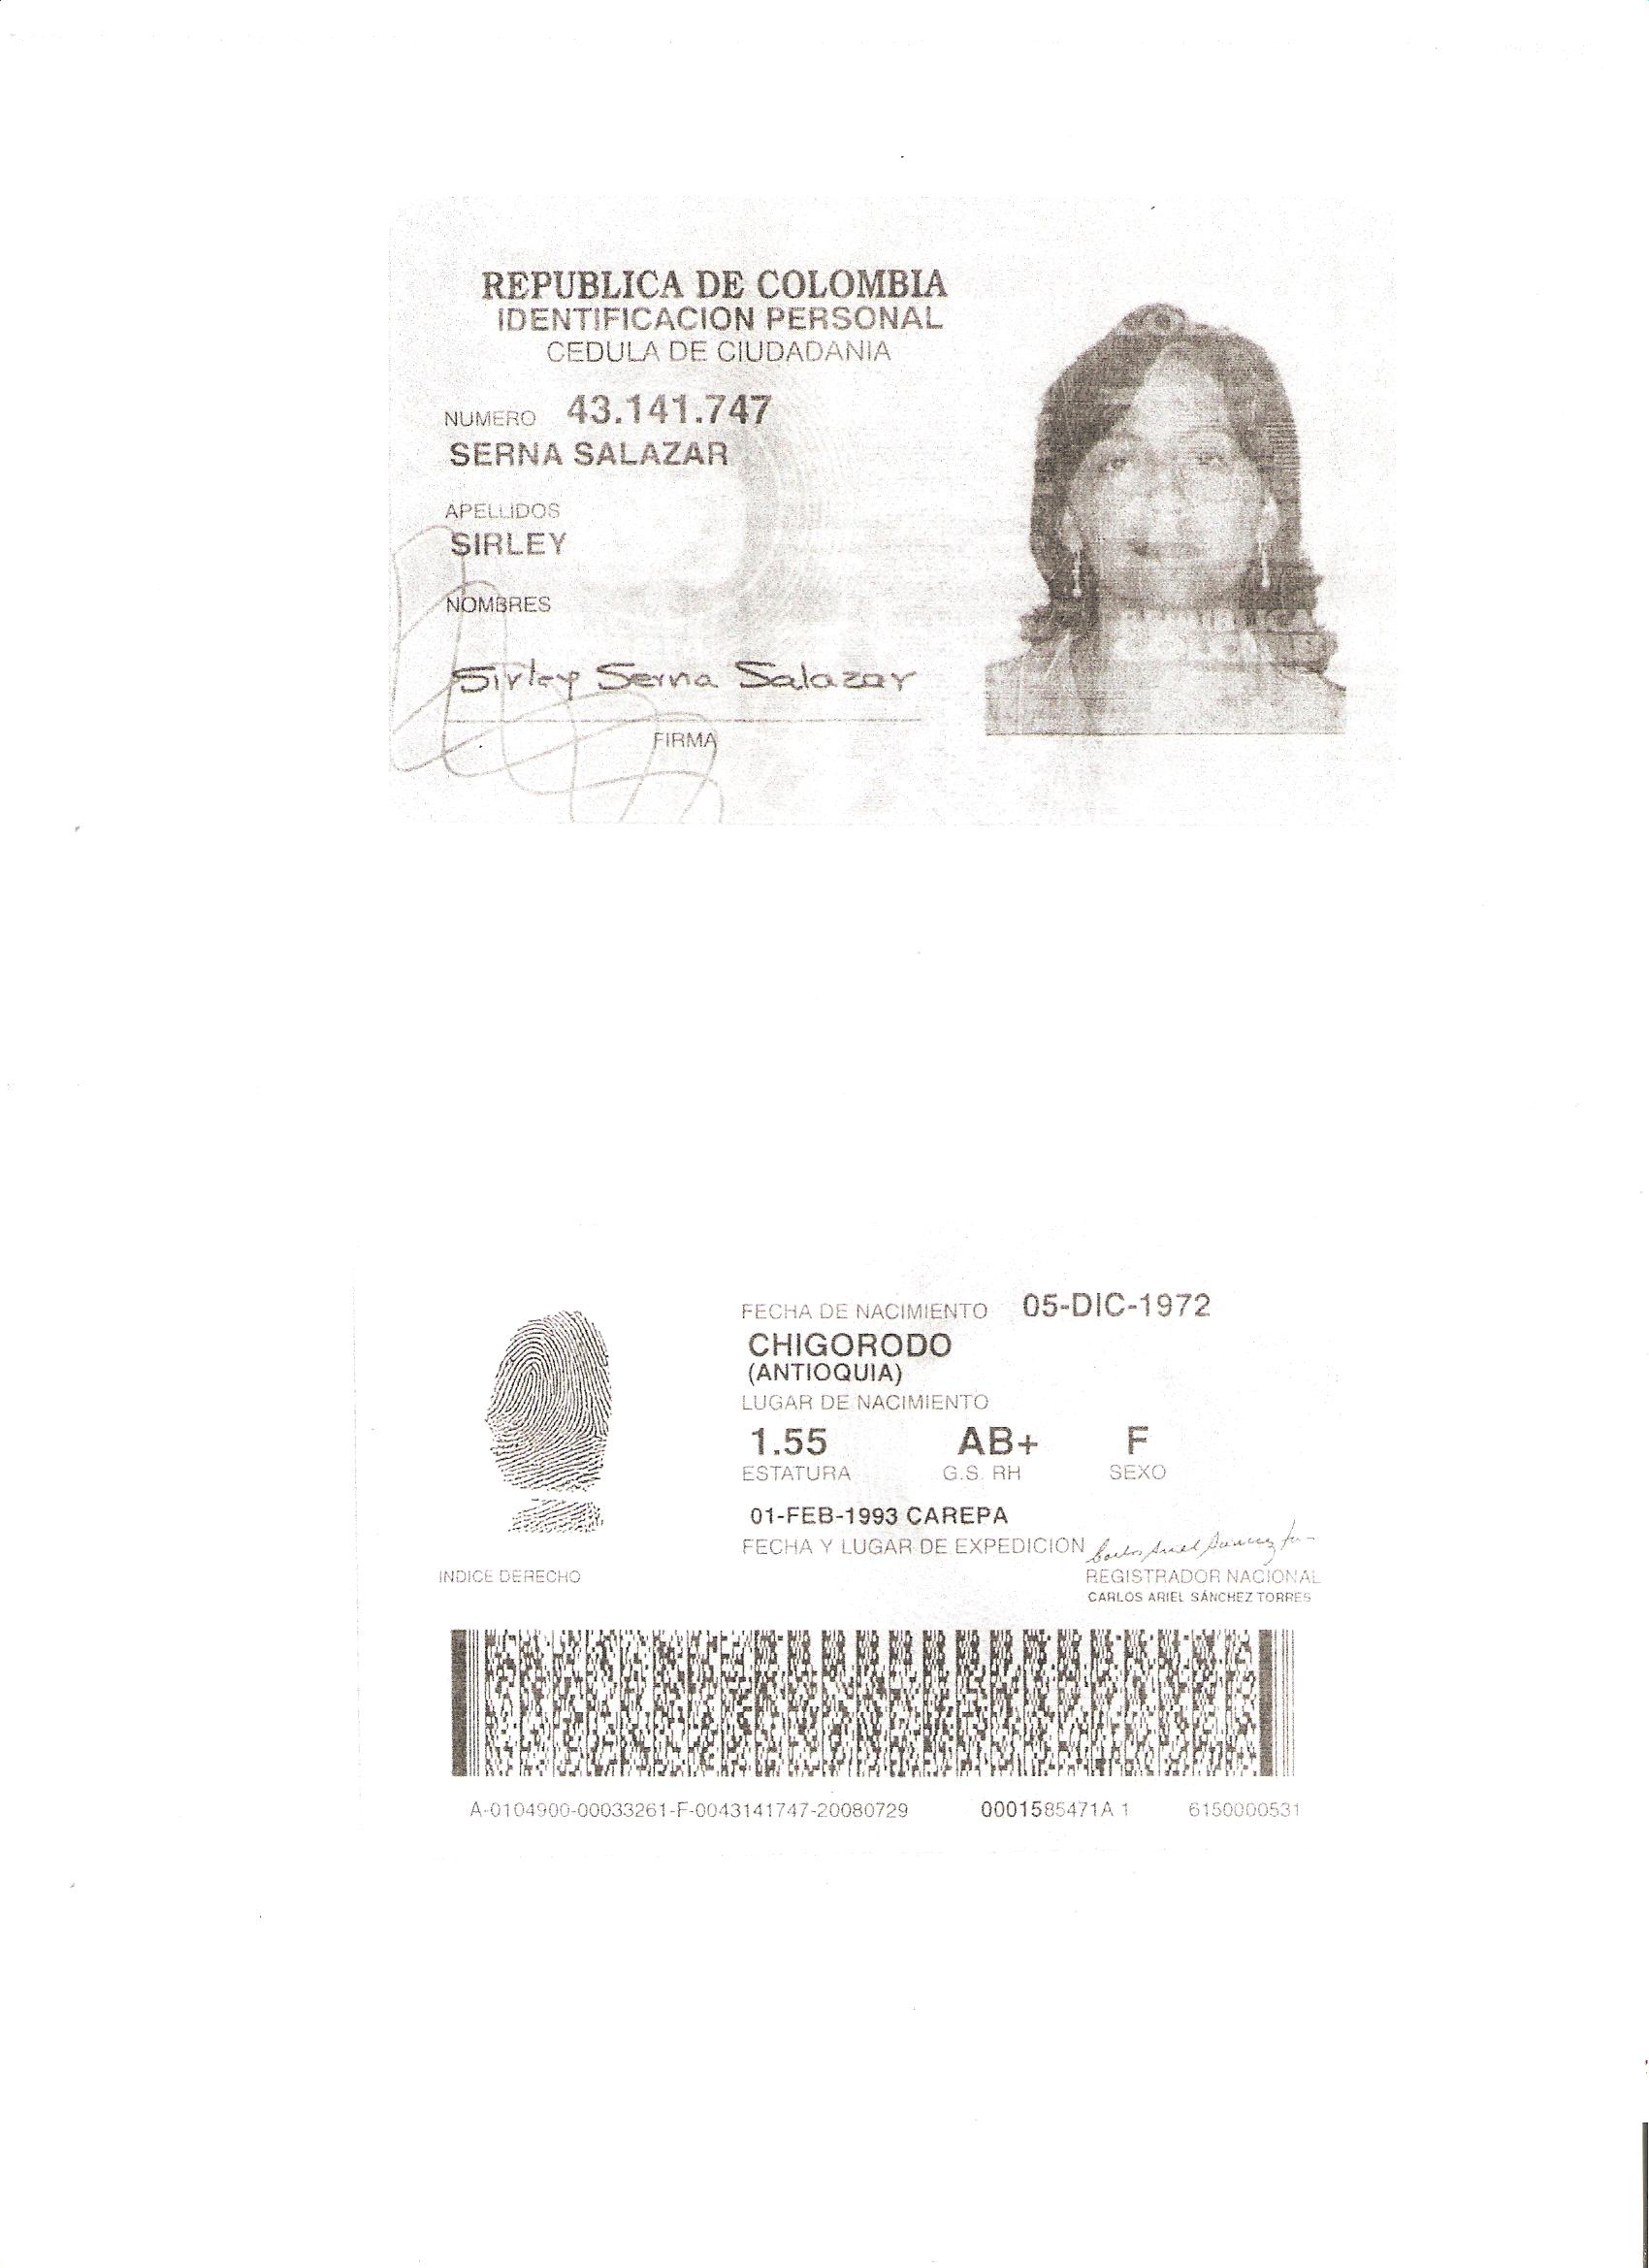 REPUBLICA DE COLOMBIA
IDENTIFICACION PERSONAL
CEDULA DE CIUDADANIA
NUMERO 43.141.747
SERNA SALAZAR
APELLIDOS
SIRLEY
NOMBRES
Sirley Serna Salazar
FIRMA
FECHA DE NACIMIENTO 05-DIC-1972
CHIGORODO
(ANTIOQUIA)
LUGAR DE NACIMIENTO
1.55 AB+ F
ESTATURA G.S. RH SEXO
01-FEB-1993 CAREPA
FECHA Y LUGAR DE EXPEDICION
INDICE DERECHO
REGISTRADOR NACIONAL
CARLOS ARIEL SÁNCHEZ TORRES
A-0104900-00033261-F-0043141747-20080729 0001585471A 1 6150000531